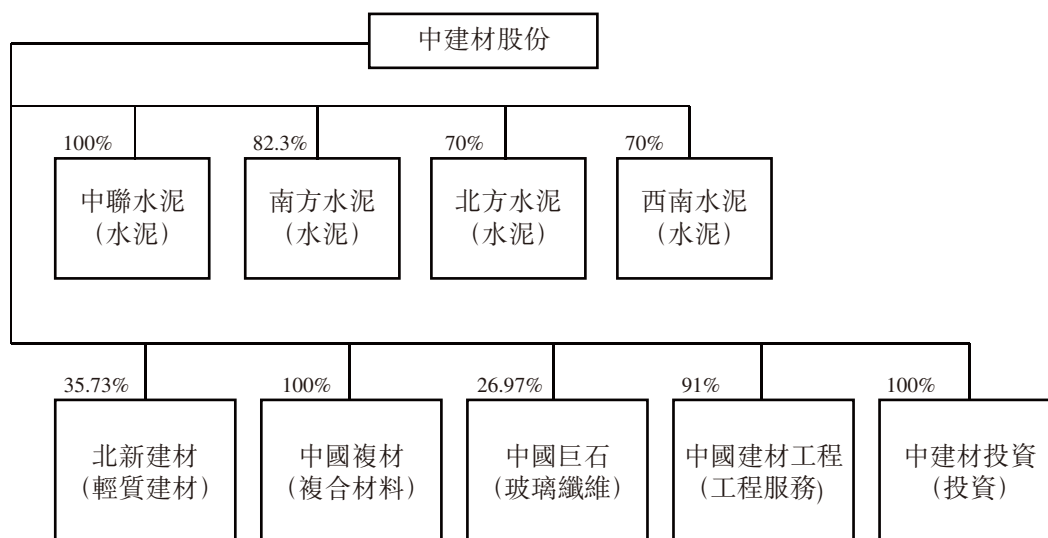 中建材股份
100%
82.3%
70%
70%
中聯水泥
（水泥）
南方水泥
（水泥）
北方水泥
（水泥）
西南水泥
（水泥）
35.73%
100%
26.97%
91%
100%
北新建材
（輕質建材）
中國複材
（複合材料）
中國巨石
（玻璃纖維）
中國建材工程
（工程服務)
中建材投資
（投資）